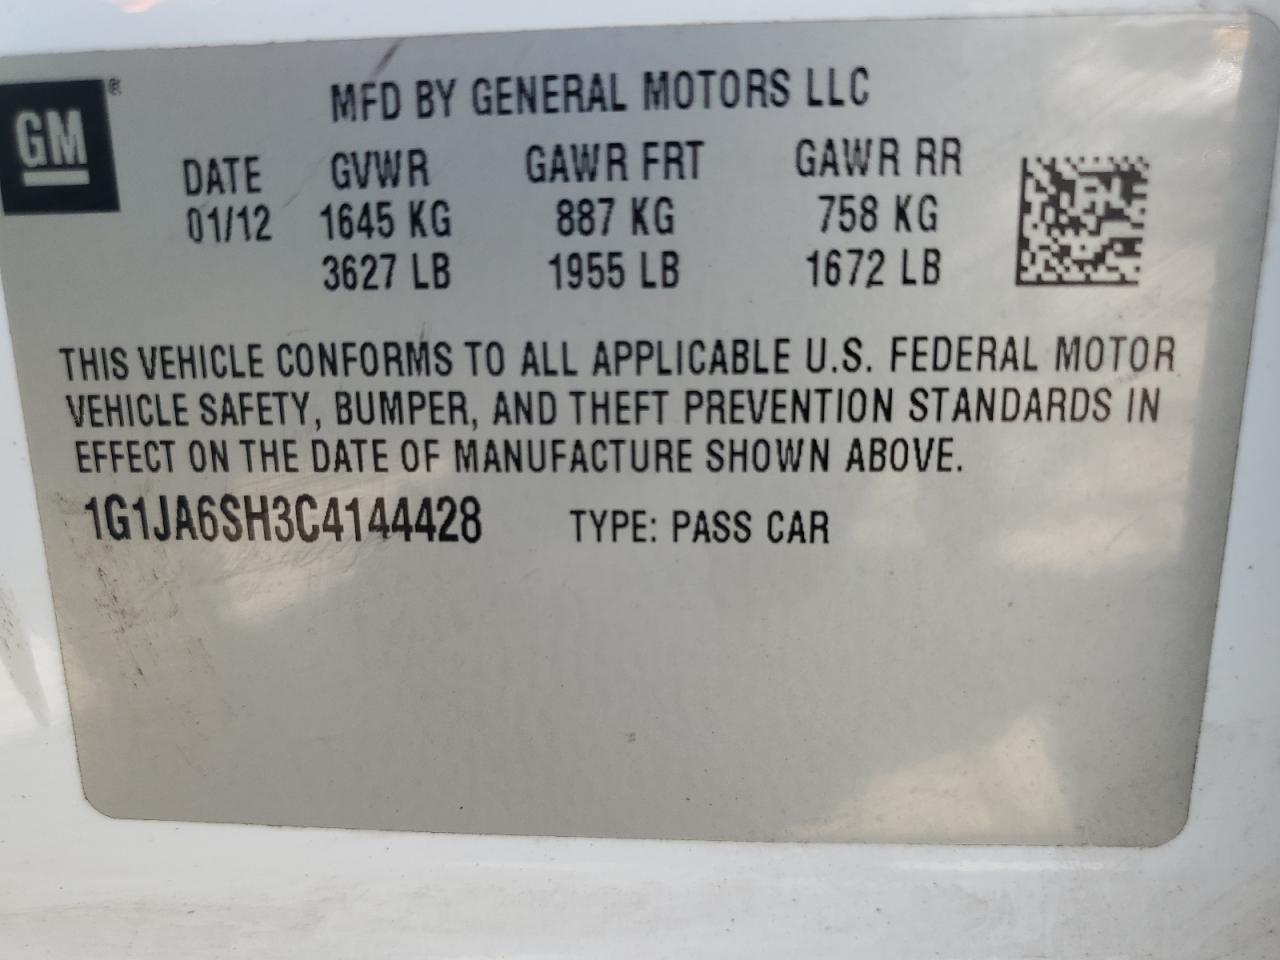 GM®
MFD BY GENERAL MOTORS LLC
DATE GVWR GAWR FRT GAWR RR
01/12 1645 KG 887 KG 758 KG
3627 LB 1955 LB 1672 LB
THIS VEHICLE CONFORMS TO ALL APPLICABLE U.S. FEDERAL MOTOR
VEHICLE SAFETY, BUMPER, AND THEFT PREVENTION STANDARDS IN
EFFECT ON THE DATE OF MANUFACTURE SHOWN ABOVE.
1G1JA6SH3C4144428 TYPE: PASS CAR